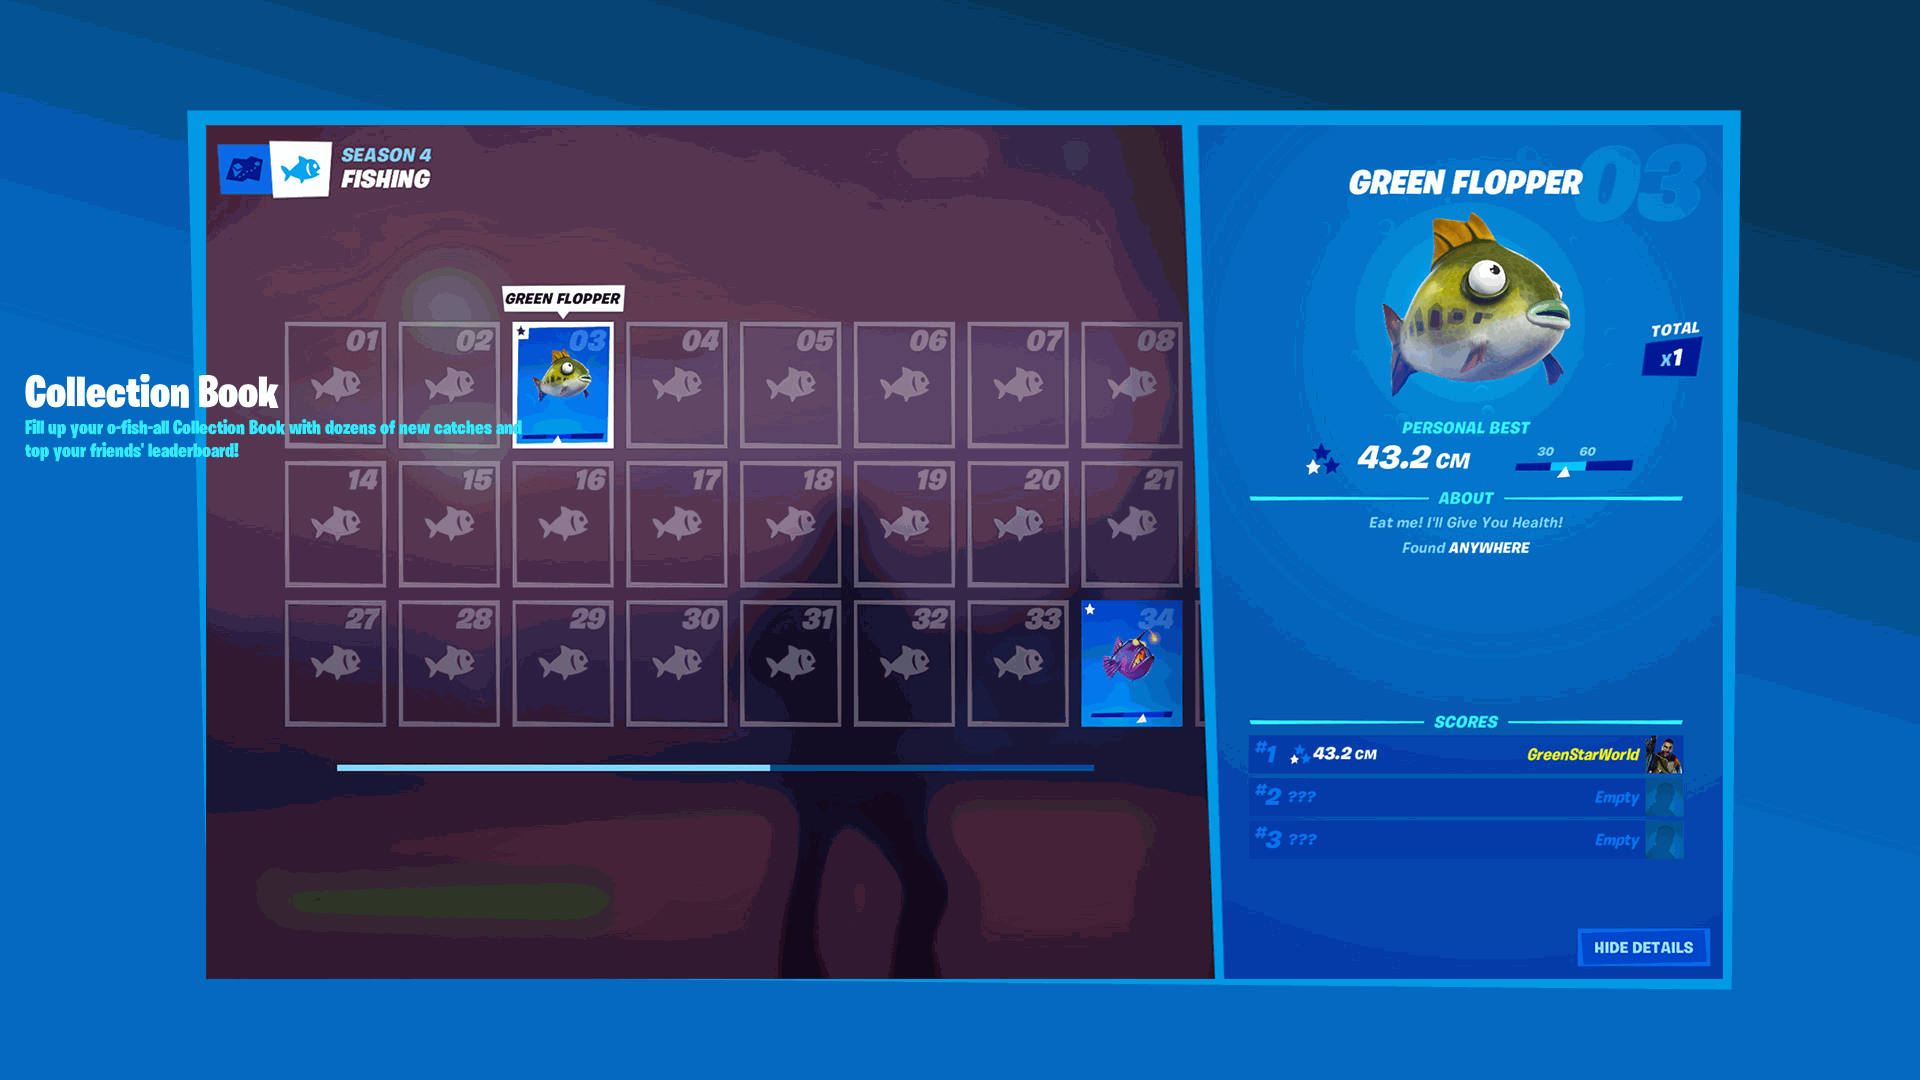 SEASON 4
FISHING
GREEN FLOPPER
01
02
03
04
05
06
07
08
Collection Book
Fill up your o-fish-all Collection Book with dozens of new catches and
top your friends' leaderboard!
14
15
16
17
18
19
20
21
27
28
29
30
31
32
33
34
GREEN FLOPPER
03
TOTAL
x1
PERSONAL BEST
43.2 CM
30 60
ABOUT
Eat me! I'll Give You Health!
Found ANYWHERE
SCORES
#1 43.2 CM GreenStarWorld
#2 ??? Empty
#3 ??? Empty
HIDE DETAILS